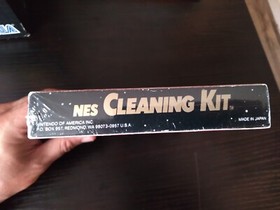 NES CLEANING KIT®
NINTENDO OF AMERICA INC.
P.O. BOX 957, REDMOND, WA 98073-0957 U.S.A.
MADE IN JAPAN